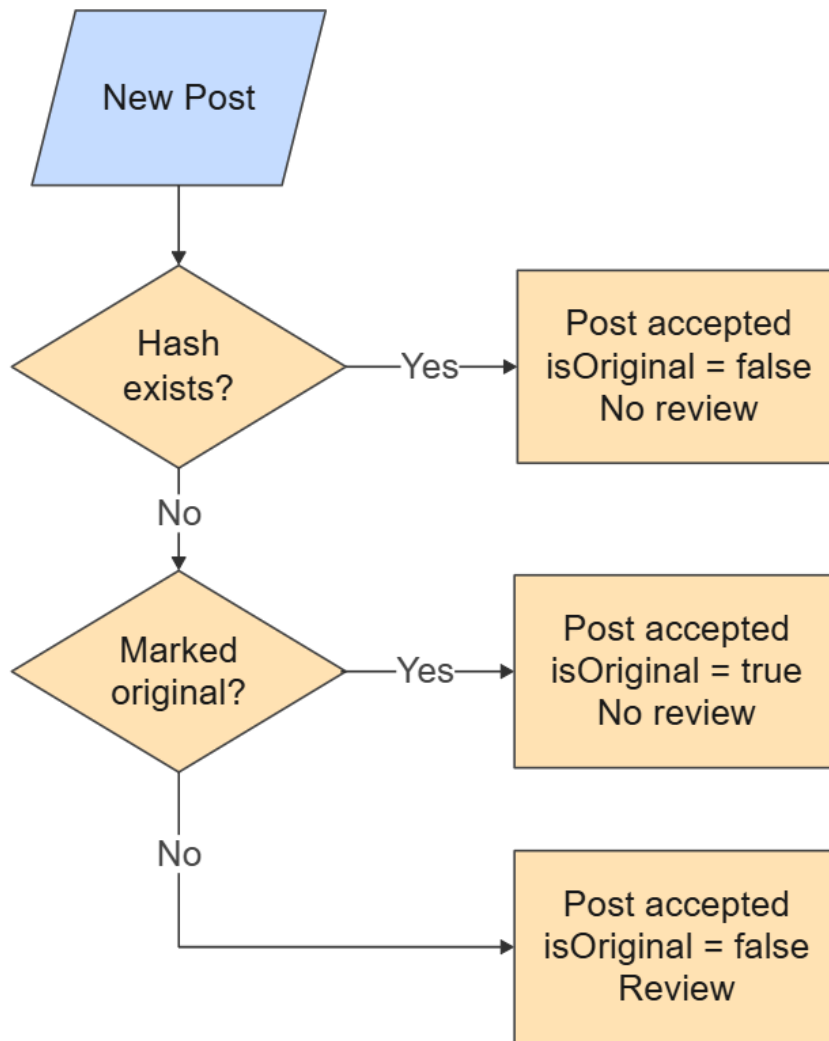 New Post
Hash
exists?
Yes
Post accepted
isOriginal = false
No review
No
Marked
original?
Yes
Post accepted
isOriginal = true
No review
No
Post accepted
isOriginal = false
Review